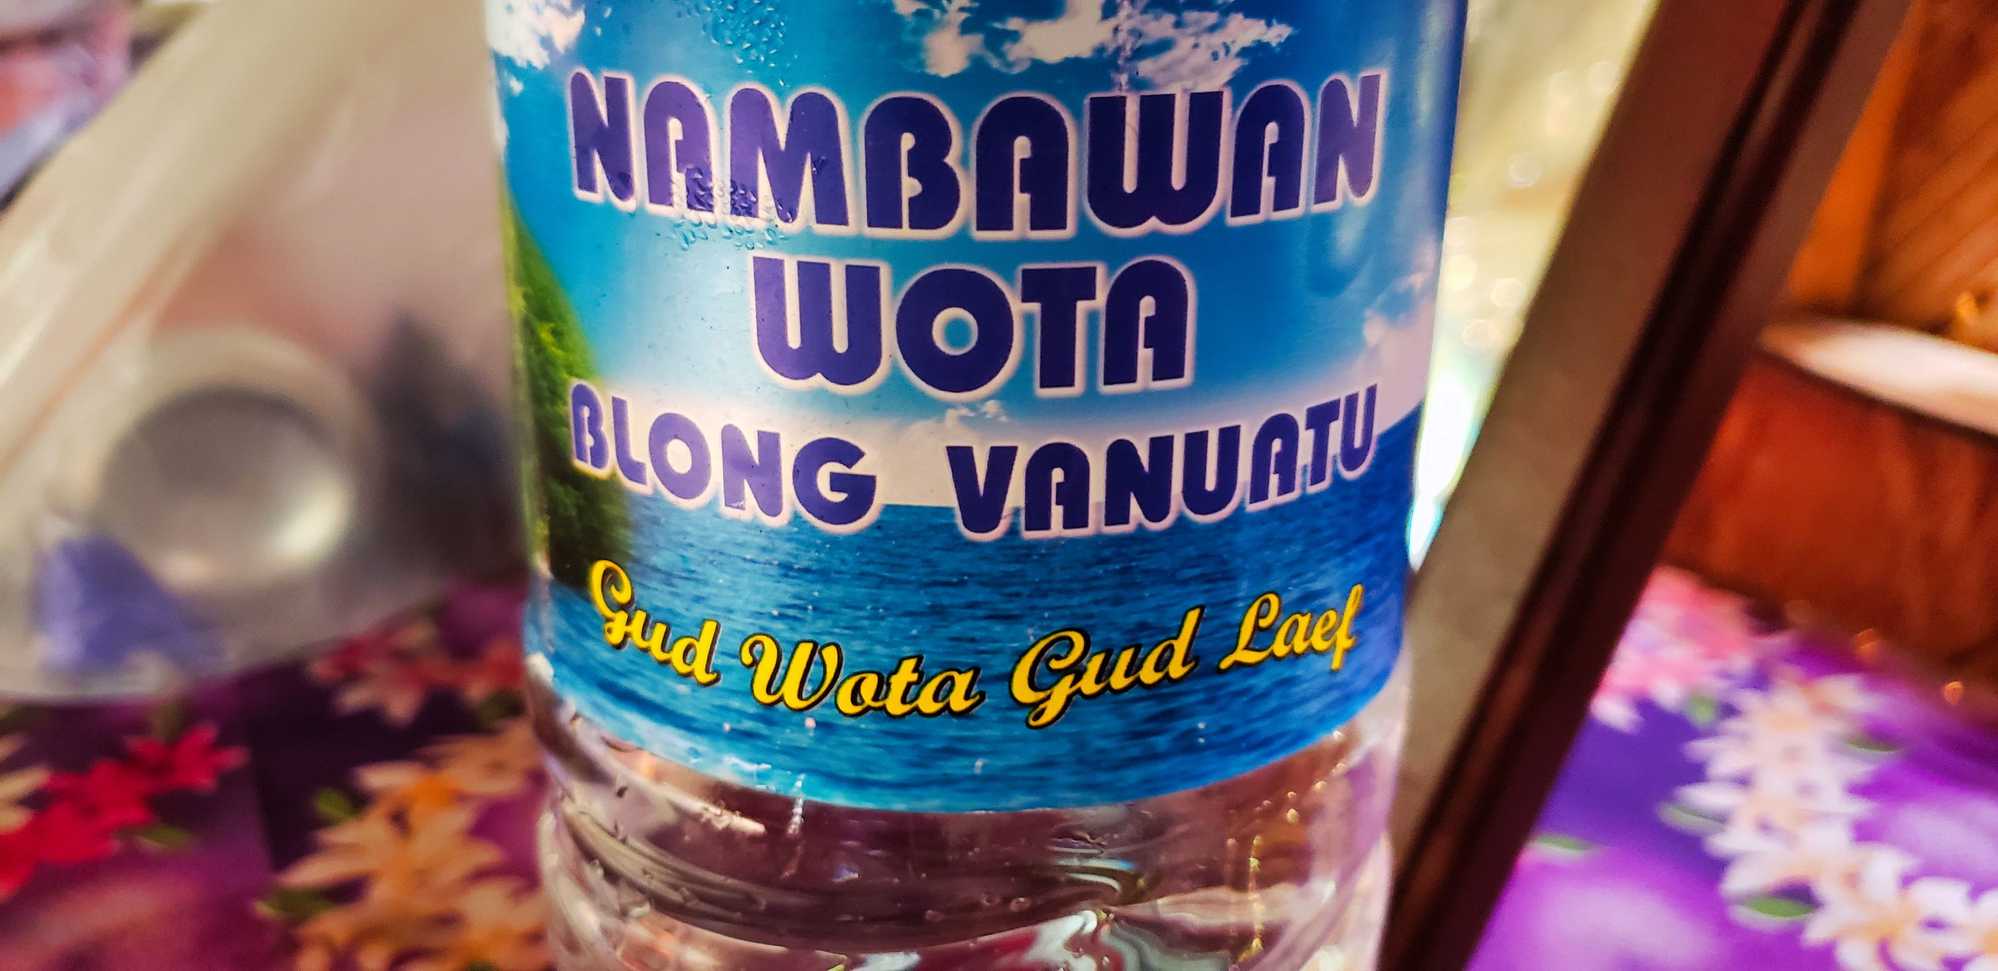 NAMBAWAN
WOTA
BLONG VANUATU
Gud Wota Gud Laef